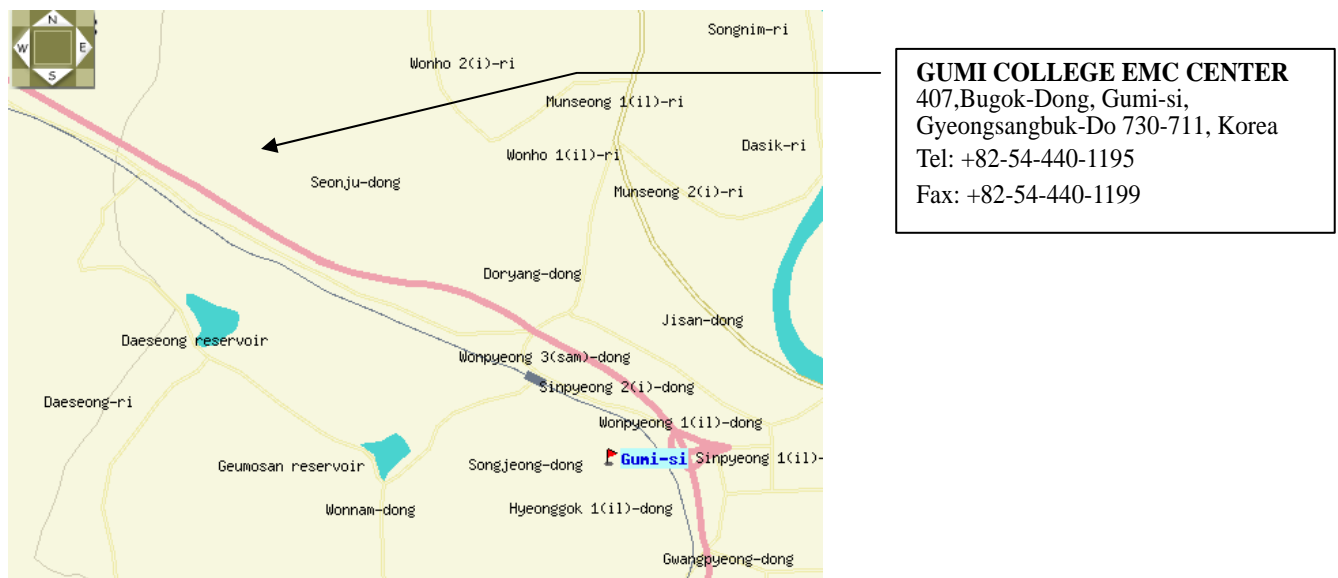 N
W E
S
Songnim-ri
Wonho 2(i)-ri
Munseong 1(il)-ri
Dasik-ri
Wonho 1(il)-ri
Seonju-dong
Munseong 2(i)-ri
Doryang-dong
Jisan-dong
Daeseong reservoir
Wonpyeong 3(sam)-dong
Sinpyeong 2(i)-dong
Daeseong-ri
Wonpyeong 1(il)-dong
Geumosan reservoir
Songjeong-dong
Gumi-si
Sinpyeong 1(il)-
Wonnam-dong
Hyeonggok 1(il)-dong
Gwangpyeong-dong
GUMI COLLEGE EMC CENTER
407,Bugok-Dong, Gumi-si,
Gyeongsangbuk-Do 730-711, Korea
Tel: +82-54-440-1195
Fax: +82-54-440-1199